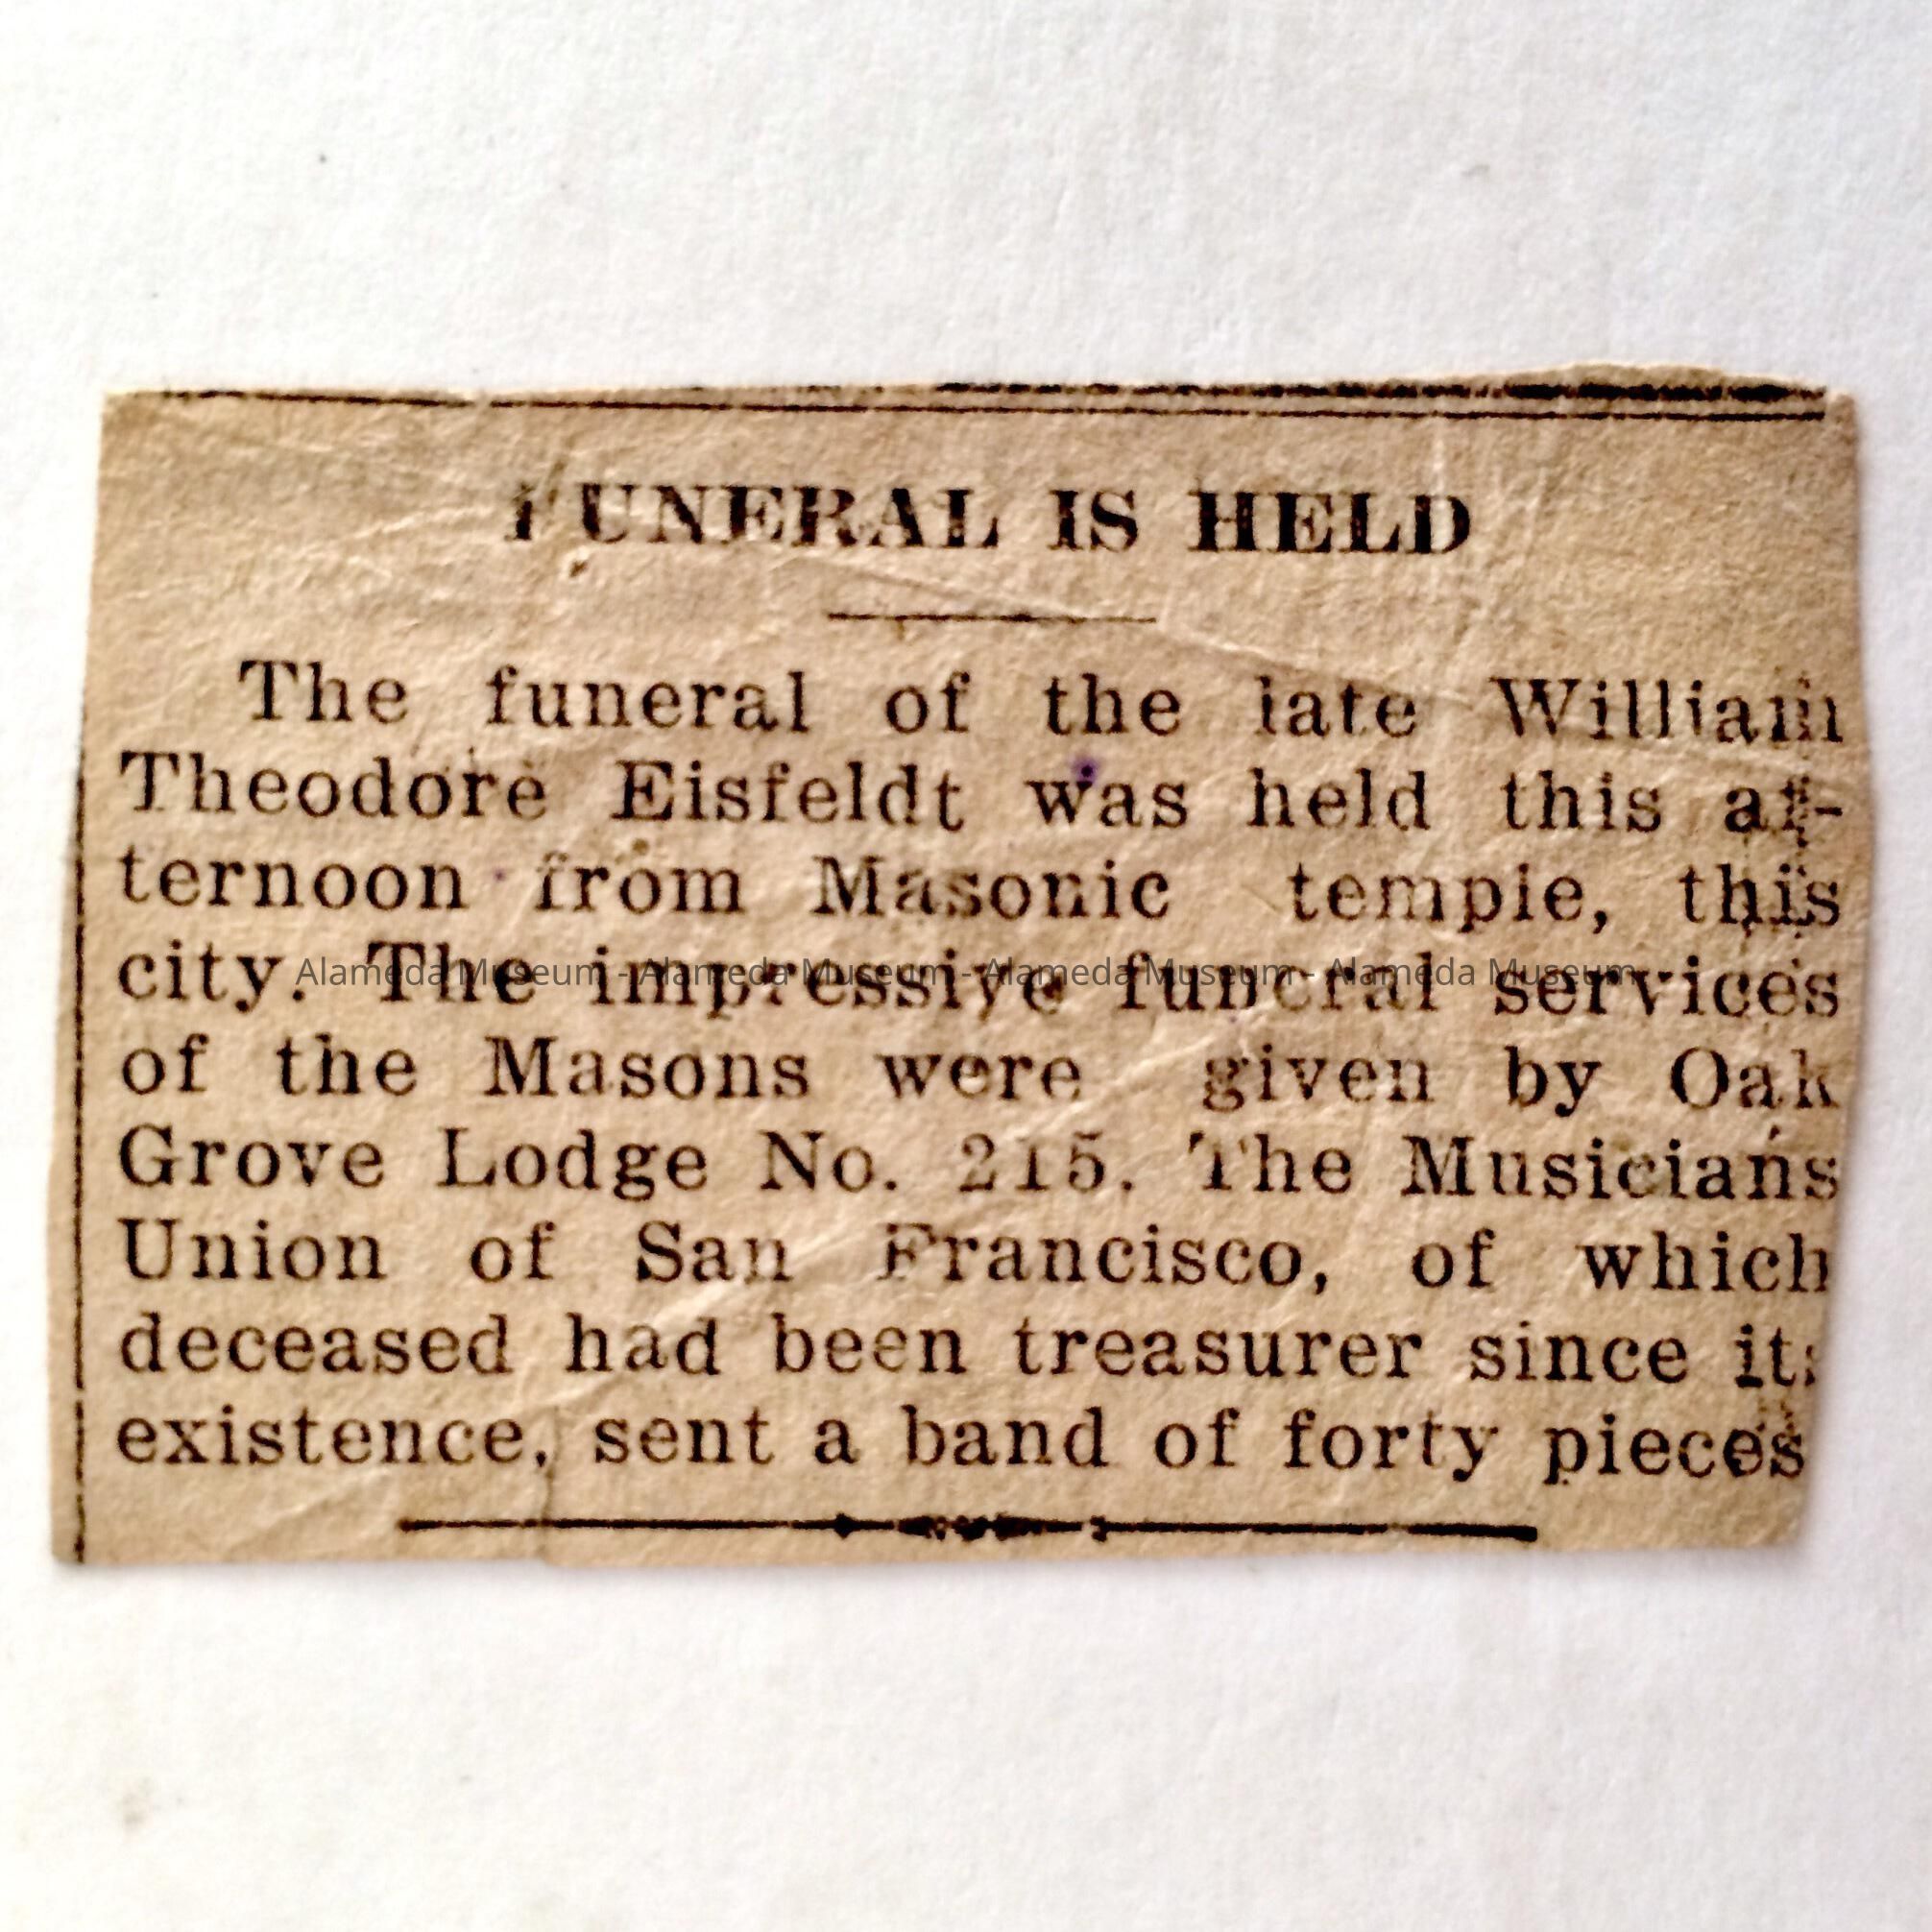 FUNERAL IS HELD
The funeral of the late William
Theodore Eisfeldt was held this af-
ternoon from Masonic temple, this
city. The impressive funeral services
Alameda Museum - Alameda Museum - Alameda Museum - Alameda Museum
of the Masons were given by Oak
Grove Lodge No. 215. The Musicians
Union of San Francisco, of which
deceased had been treasurer since its
existence, sent a band of forty pieces